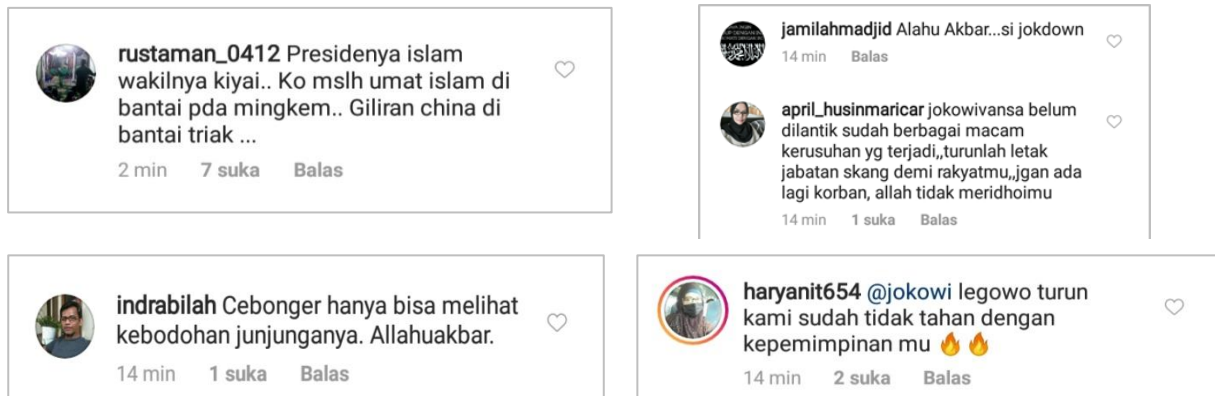 rustaman_0412 Presidenya islam
wakilnya kiyai.. Ko mslh umat islam di
bantai pda mingkem.. Giliran china di
bantai triak ...
2 min 7 suka Balas
jamilahmadjid Alahu Akbar...si jokdown
14 min Balas
april_husinmaricar jokowivansa belum
dilantik sudah berbagai macam
kerusuhan yg terjadi,,turunlah letak
jabatan skang demi rakyatmu,,jgan ada
lagi korban, allah tidak meridhoimu
14 min 1 suka Balas
indrabilah Cebonger hanya bisa melihat
kebodohan junjunganya. Allahuakbar.
14 min 1 suka Balas
haryanit654 @jokowi legowo turun
kami sudah tidak tahan dengan
kepemimpinan mu 🔥🔥
14 min 2 suka Balas